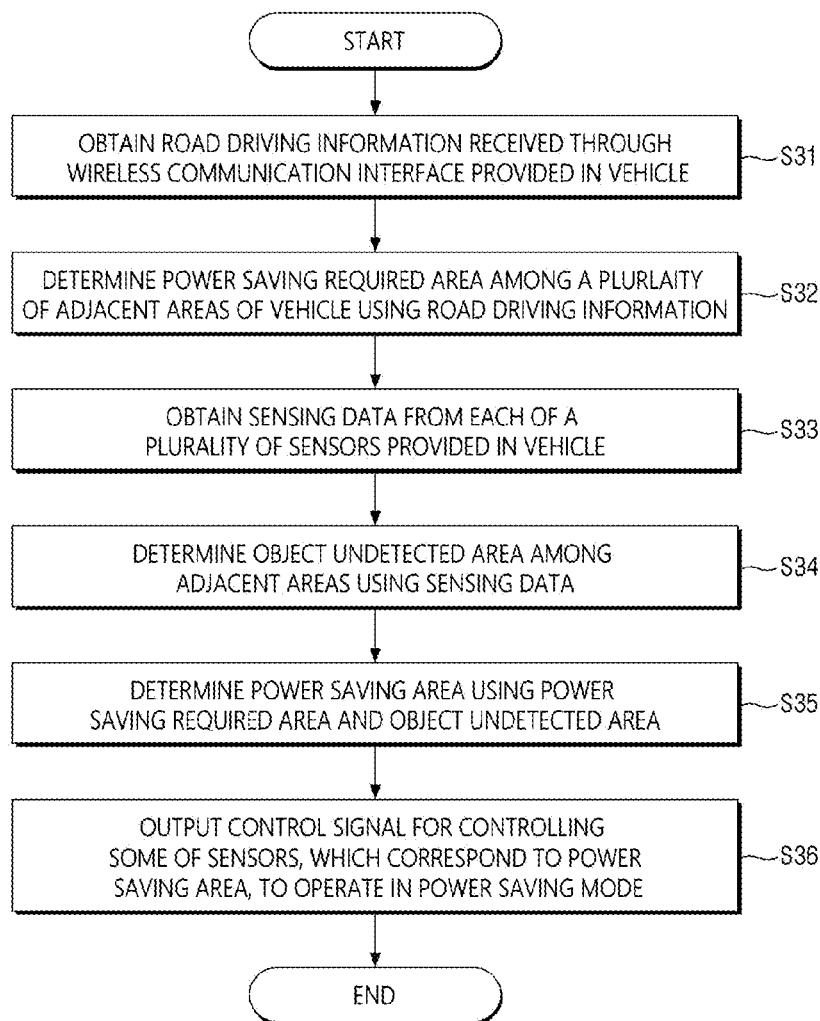 START
OBTAIN ROAD DRIVING INFORMATION RECEIVED THROUGH
WIRELESS COMMUNICATION INTERFACE PROVIDED IN VEHICLE
S31
DETERMINE POWER SAVING REQUIRED AREA AMONG A PLURLAITY
OF ADJACENT AREAS OF VEHICLE USING ROAD DRIVING INFORMATION
S32
OBTAIN SENSING DATA FROM EACH OF A
PLURALITY OF SENSORS PROVIDED IN VEHICLE
S33
DETERMINE OBJECT UNDETECTED AREA AMONG
ADJACENT AREAS USING SENSING DATA
S34
DETERMINE POWER SAVING AREA USING POWER
SAVING REQUIRED AREA AND OBJECT UNDETECTED AREA
S35
OUTPUT CONTROL SIGNAL FOR CONTROLLING
SOME OF SENSORS, WHICH CORRESPOND TO POWER
SAVING AREA, TO OPERATE IN POWER SAVING MODE
S36
END